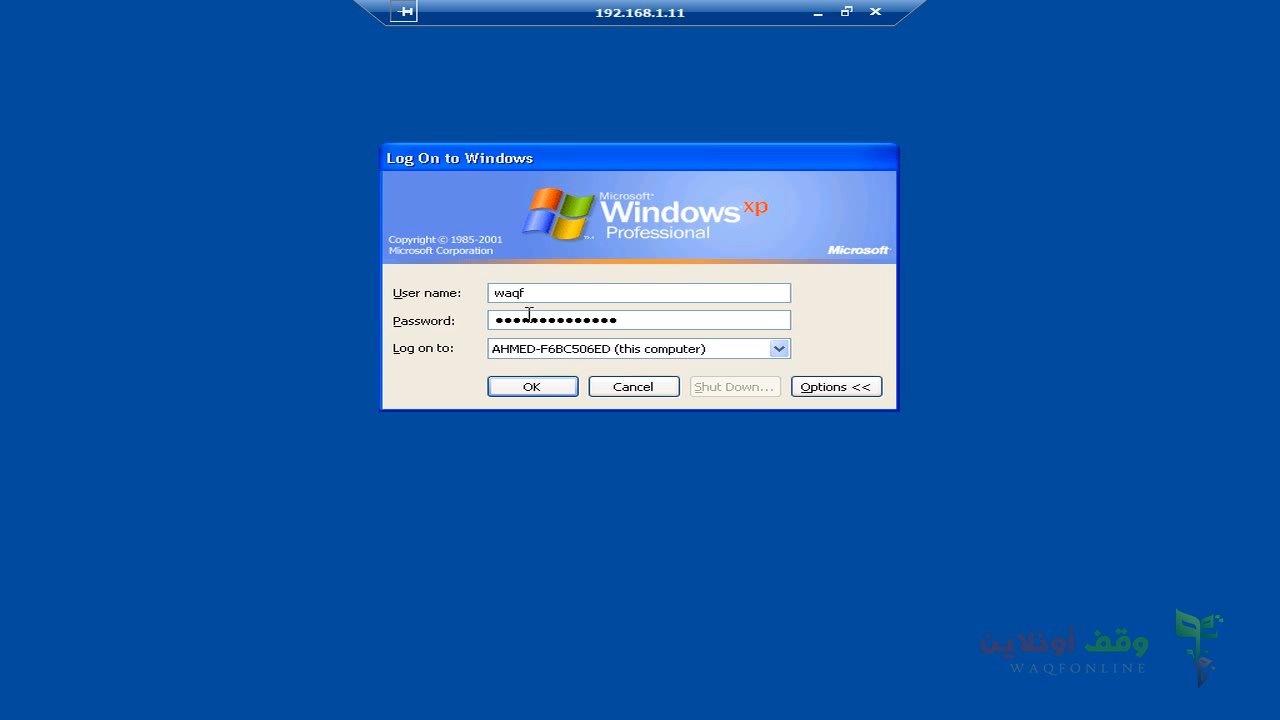 192.168.1.11
Log On to Windows
Microsoft
Windows xp
Professional
Copyright © 1985-2001
Microsoft Corporation
Microsoft
User name: waqf
Password: ••••••••••••••
Log on to: AHMED-F6BC506ED (this computer)
OK Cancel Shut Down... Options <<
وقف أونلاين
WAQFONLINE